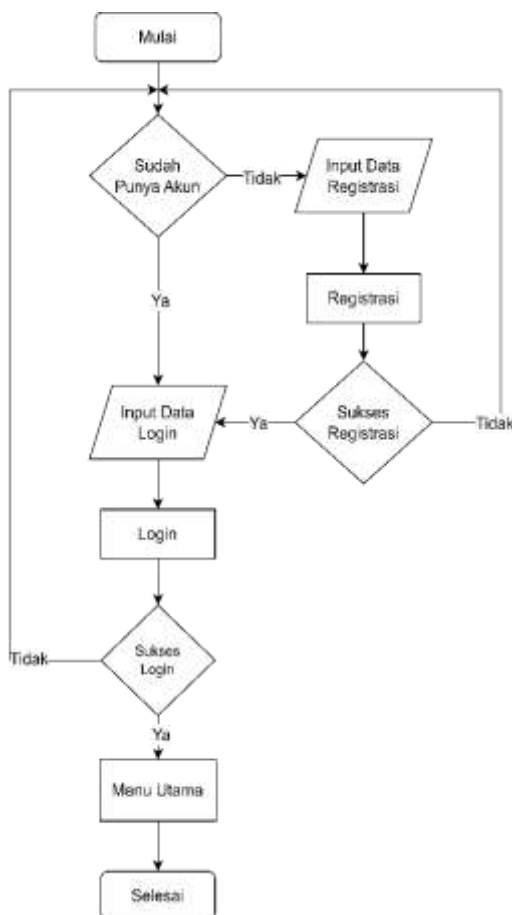 Mulai
Sudah
Punya Akun
Tidak
Input Data
Registrasi
Registrasi
Ya
Sukses
Registrasi
Tidak
Ya
Input Data
Login
Login
Sukses
Login
Tidak
Ya
Menu Utama
Selesai